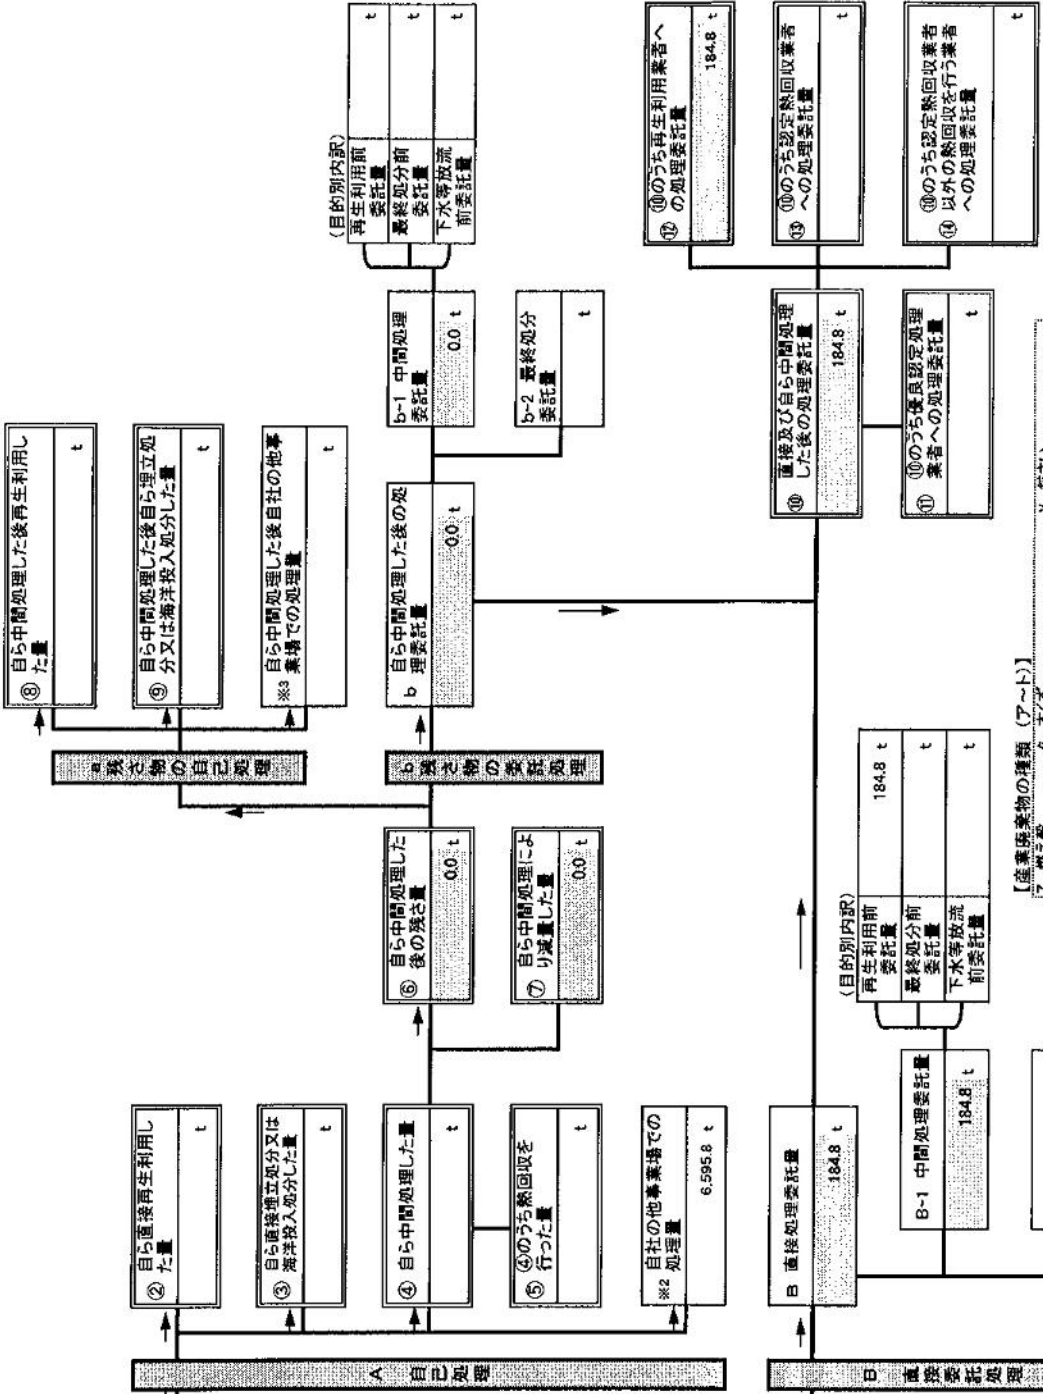 A 自己処理
② 自ら直接再生利用し
た量
t
③ 自ら直接埋立処分又は
海洋投入処分した量
t
④ 自ら中間処理した量
t
⑤ ④のうち熱回収を
行った量
t
※2 自社の他事業場での
処理量
6,595.8 t
⑥ 自ら中間処理した
後の残さ量
0.0 t
⑦ 自ら中間処理によ
り減量した量
0.0 t
a 残さ物の自己処理
⑧ 自ら中間処理した後再生利用し
た量
t
⑨ 自ら中間処理した後自ら埋立処
分又は海洋投入処分した量
t
※3 自ら中間処理した後自社の他事
業場での処理量
t
b 残さ物の委託処理
b 自ら中間処理した後の処
理委託量
0.0 t
b-1 中間処理
委託量
0.0 t
b-2 最終処分
委託量
t
(目的別内訳)
再生利用前
委託量
t
最終処分前
委託量
t
下水等放流
前委託量
t
B 直接委託処理
B 直接処理委託量
184.8 t
B-1 中間処理委託量
184.8 t
(目的別内訳)
再生利用前
委託量
184.8 t
最終処分前
委託量
t
下水等放流
前委託量
t
⑩ 直接及び自ら中間処理
した後の処理委託量
184.8 t
⑪ ⑩のうち優良認定処理
業者への処理委託量
t
⑫ ⑩のうち再生利用業者へ
の処理委託量
184.8 t
⑬ ⑩のうち認定熱回収業者
への処理委託量
t
⑭ ⑩のうち認定熱回収業者
以外の熱回収を行う業者
への処理委託量
t
【産業廃棄物の種類(ア~ト)】